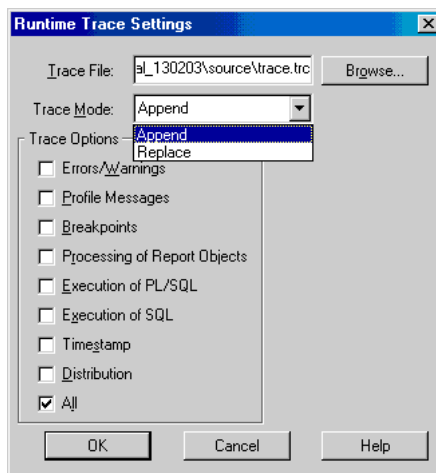 Runtime Trace Settings
Trace File: al_130203\source\trace.trc Browse...
Trace Mode: Append
Append
Replace
Trace Options
Errors/Warnings
Profile Messages
Breakpoints
Processing of Report Objects
Execution of PL/SQL
Execution of SQL
Timestamp
Distribution
All
OK Cancel Help